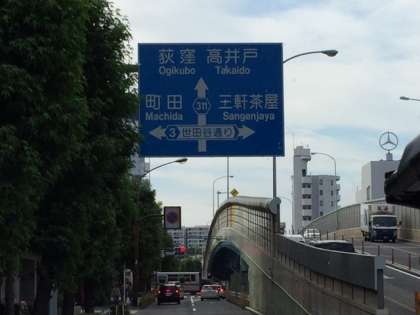 荻窪 高井戸
Ogikubo Takaido
町田 311 三軒茶屋
Machida Sangenjaya
3 世田谷通り